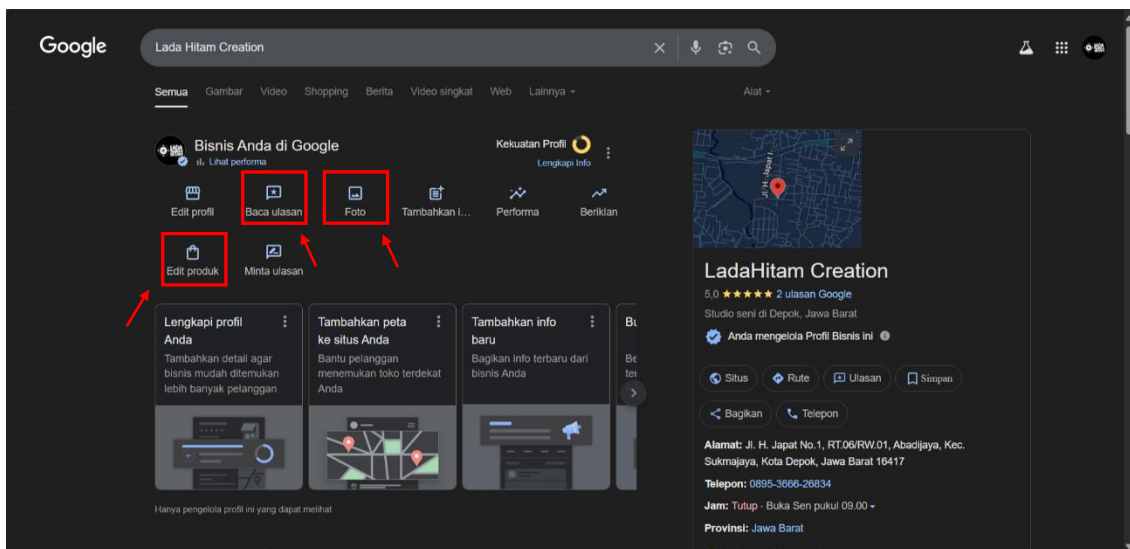 Google
Lada Hitam Creation
Semua Gambar Video Shopping Berita Video singkat Web Lainnya
Alat
Bisnis Anda di Google
Lihat performa
Kekuatan Profil
Lengkapi Info
Edit profil Baca ulasan Foto Tambahkan i... Performa Beriklan
Edit produk Minta ulasan
Lengkapi profil
Anda
Tambahkan detail agar
bisnis mudah ditemukan
lebih banyak pelanggan
Tambahkan peta
ke situs Anda
Bantu pelanggan
menemukan toko terdekat
Anda
Tambahkan info
baru
Bagikan info terbaru dari
bisnis Anda
Hanya pengelola profil ini yang dapat melihat
Jl. H. Japat
LadaHitam Creation
5,0 ★★★★★ 2 ulasan Google
Studio seni di Depok, Jawa Barat
Anda mengelola Profil Bisnis ini
Situs Rute Ulasan Simpan
Bagikan Telepon
Alamat: Jl. H. Japat No.1, RT.06/RW.01, Abadijaya, Kec.
Sukmajaya, Kota Depok, Jawa Barat 16417
Telepon: 0895-3666-26834
Jam: Tutup · Buka Sen pukul 09.00
Provinsi: Jawa Barat